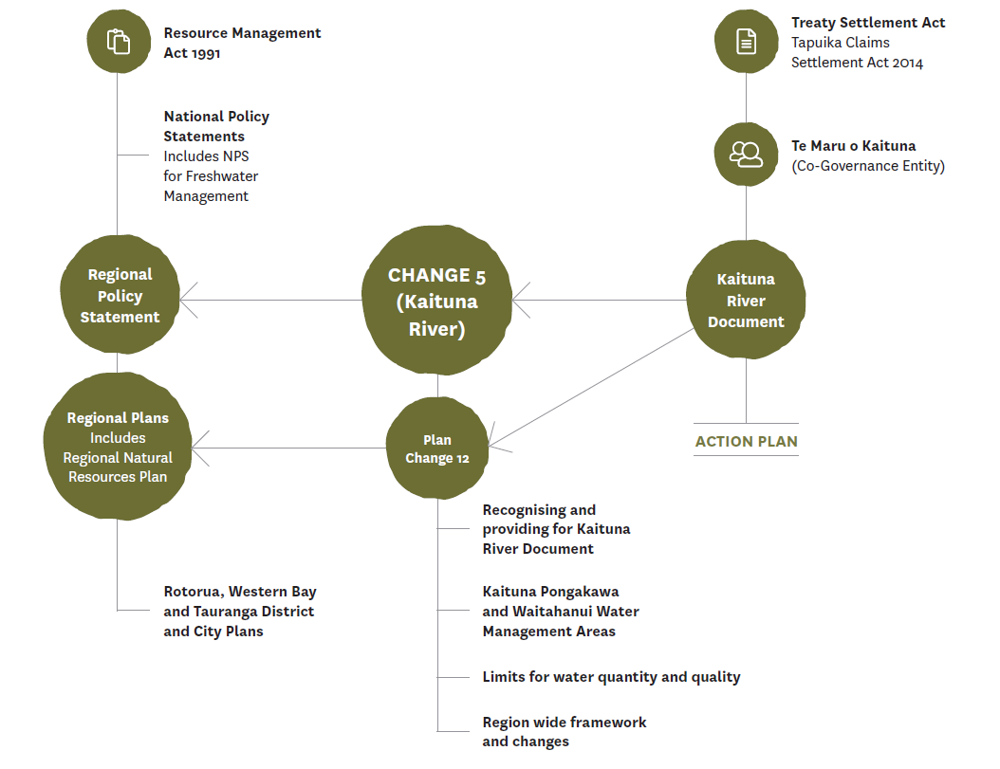 Resource Management
Act 1991
National Policy
Statements
Includes NPS
for Freshwater
Management
Regional
Policy
Statement
Regional Plans
Includes
Regional Natural
Resources Plan
Rotorua, Western Bay
and Tauranga District
and City Plans
CHANGE 5
(Kaituna
River)
Plan
Change 12
Recognising and
providing for Kaituna
River Document
Kaituna Pongakawa
and Waitahanui Water
Management Areas
Limits for water quantity and quality
Region wide framework
and changes
Treaty Settlement Act
Tapuika Claims
Settlement Act 2014
Te Maru o Kaituna
(Co-Governance Entity)
Kaituna
River
Document
ACTION PLAN